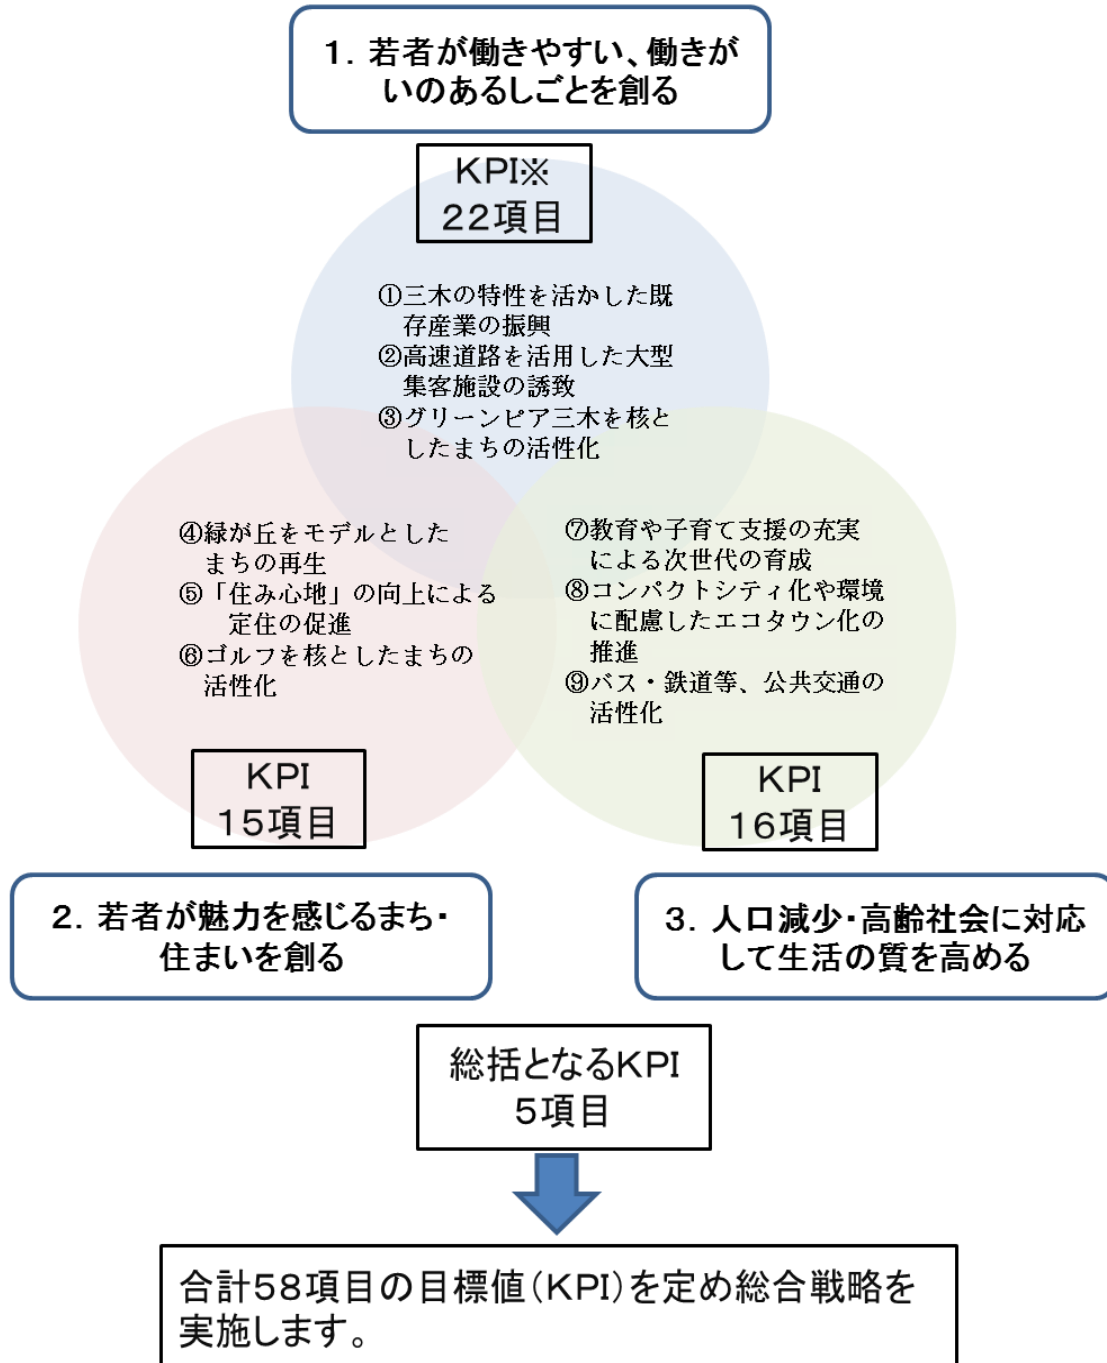 1．若者が働きやすい、働きが
いのあるしごとを創る
KPI※
22項目
①三木の特性を活かした既
存産業の振興
②高速道路を活用した大型
集客施設の誘致
③グリーンピア三木を核と
したまちの活性化
④緑が丘をモデルとした
まちの再生
⑤「住み心地」の向上による
定住の促進
⑥ゴルフを核としたまちの
活性化
⑦教育や子育て支援の充実
による次世代の育成
⑧コンパクトシティ化や環境
に配慮したエコタウン化の
推進
⑨バス・鉄道等、公共交通の
活性化
KPI
15項目
KPI
16項目
2．若者が魅力を感じるまち・
住まいを創る
3．人口減少・高齢社会に対応
して生活の質を高める
総括となるKPI
5項目
合計58項目の目標値（KPI）を定め総合戦略を
実施します。